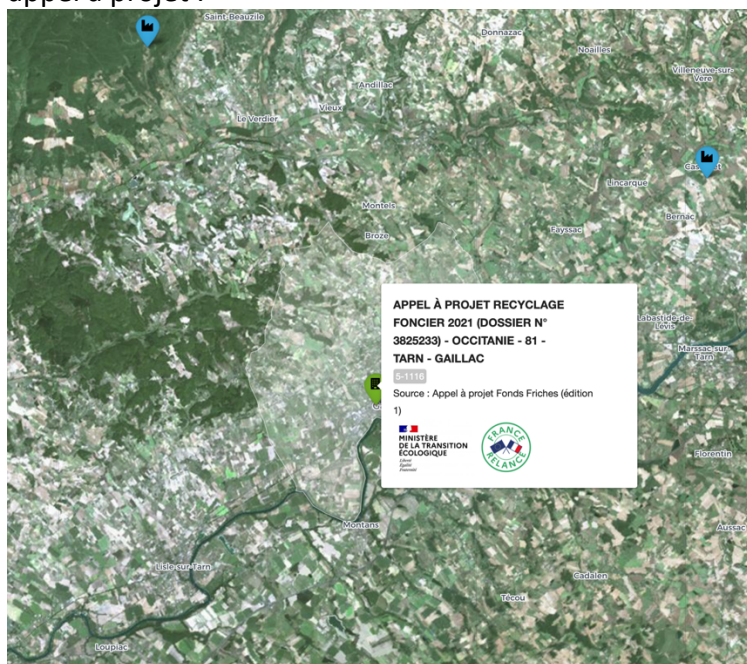 appel à projet .
Saint-Beauzile
Donnazac
Noailles
Villeneuve-sur-
Vère
Andillac
Vieux
Le Verdier
Lincarque
Montels
Bernac
Broze
Fayssac
APPEL À PROJET RECYCLAGE
FONCIER 2021 (DOSSIER N°
3825233) - OCCITANIE - 81 -
TARN - GAILLAC
5-1116
Source : Appel à projet Fonds Friches (édition
1)
MINISTÈRE
DE LA TRANSITION
ÉCOLOGIQUE
Liberté
Égalité
Fraternité
FRANCE
RELANCE
Labastide-de-
Lévis
Marssac-sur-
Tarn
Florentin
Montans
Aussac
Lisle-sur-Tarn
Cadalen
Técou
Loupiac